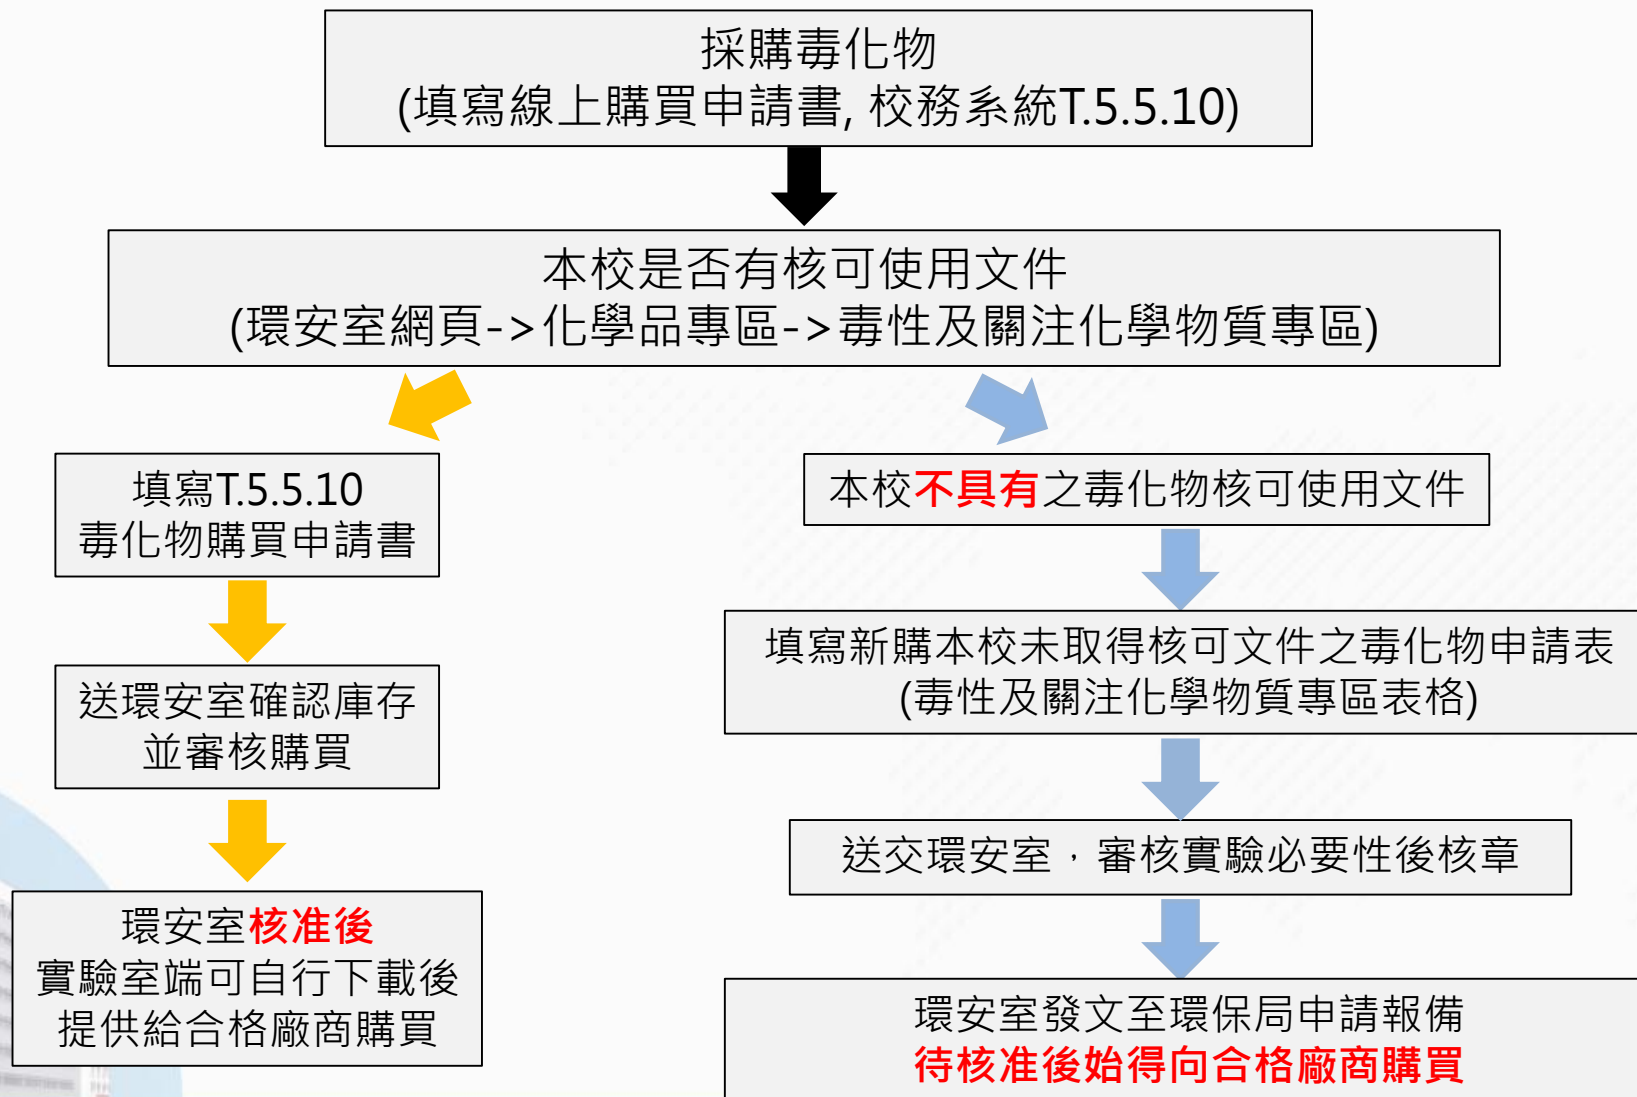 採購毒化物
(填寫線上購買申請書, 校務系統T.5.5.10)
本校是否有核可使用文件
(環安室網頁->化學品專區->毒性及關注化學物質專區)
填寫T.5.5.10
毒化物購買申請書
送環安室確認庫存
並審核購買
環安室核准後
實驗室端可自行下載後
提供給合格廠商購買
本校不具有之毒化物核可使用文件
填寫新購本校未取得核可文件之毒化物申請表
(毒性及關注化學物質專區表格)
送交環安室，審核實驗必要性後核章
環安室發文至環保局申請報備
待核准後始得向合格廠商購買